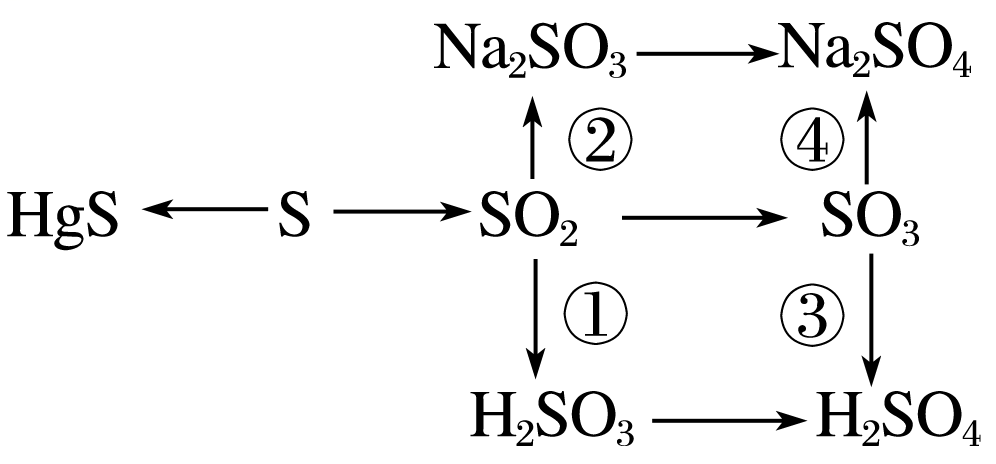 Na₂SO₃ → Na₂SO₄
② ④
HgS ← S → SO₂ → SO₃
① ③
H₂SO₃ → H₂SO₄